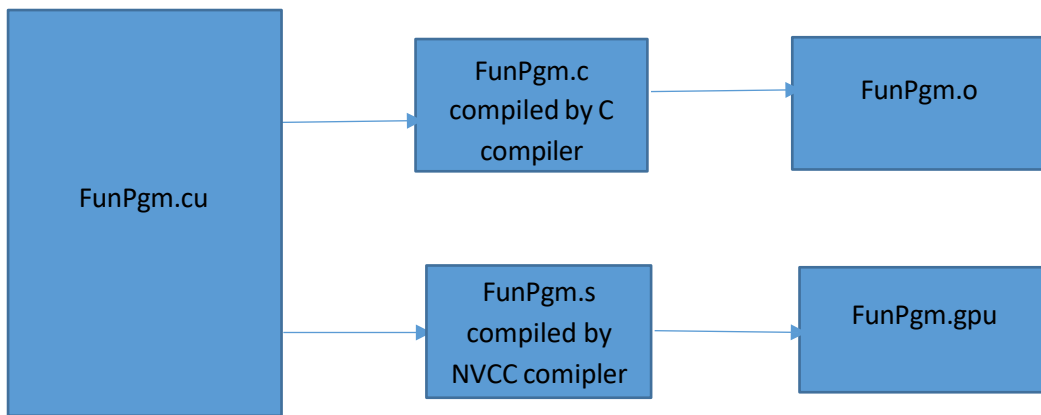 FunPgm.cu
FunPgm.c
compiled by C
compiler
FunPgm.o
FunPgm.s
compiled by
NVCC comipler
FunPgm.gpu